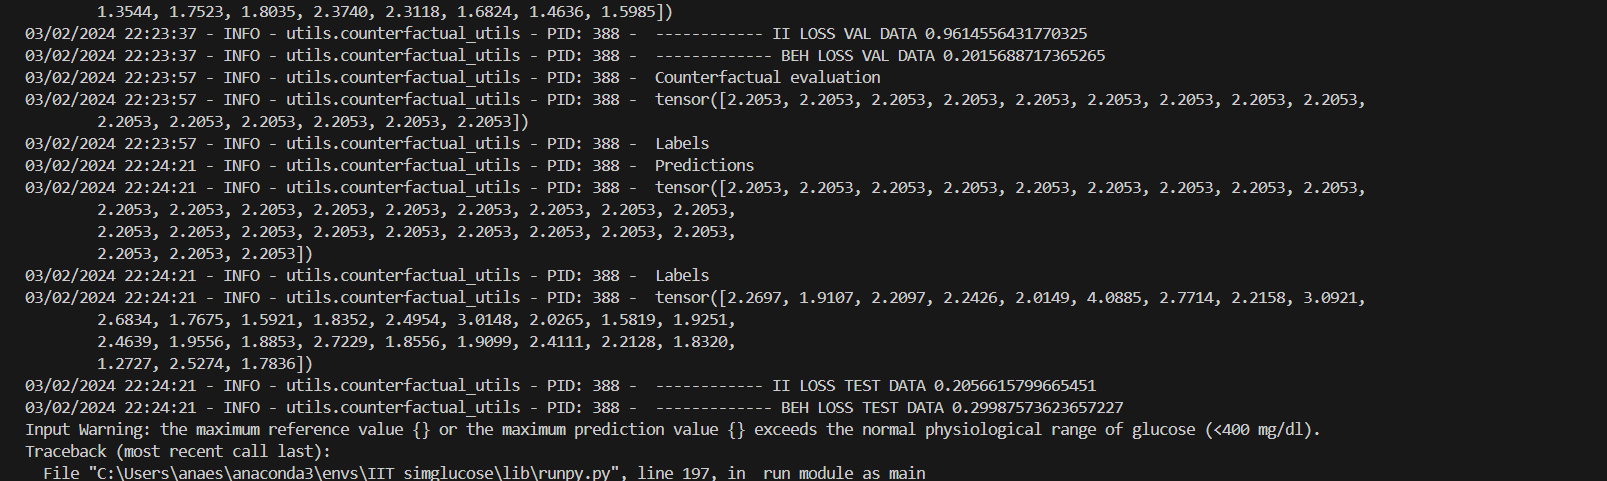 1.3544, 1.7523, 1.8035, 2.3740, 2.3118, 1.6824, 1.4636, 1.5985])
03/02/2024 22:23:37 - INFO - utils.counterfactual_utils - PID: 388 -  ------------ II LOSS VAL DATA 0.9614556431770325
03/02/2024 22:23:37 - INFO - utils.counterfactual_utils - PID: 388 -  ------------- BEH LOSS VAL DATA 0.2015688717365265
03/02/2024 22:23:57 - INFO - utils.counterfactual_utils - PID: 388 -  Counterfactual evaluation
03/02/2024 22:23:57 - INFO - utils.counterfactual_utils - PID: 388 -  tensor([2.2053, 2.2053, 2.2053, 2.2053, 2.2053, 2.2053, 2.2053, 2.2053, 2.2053,
2.2053, 2.2053, 2.2053, 2.2053, 2.2053, 2.2053])
03/02/2024 22:23:57 - INFO - utils.counterfactual_utils - PID: 388 -  Labels
03/02/2024 22:24:21 - INFO - utils.counterfactual_utils - PID: 388 -  Predictions
03/02/2024 22:24:21 - INFO - utils.counterfactual_utils - PID: 388 -  tensor([2.2053, 2.2053, 2.2053, 2.2053, 2.2053, 2.2053, 2.2053, 2.2053, 2.2053,
2.2053, 2.2053, 2.2053, 2.2053, 2.2053, 2.2053, 2.2053, 2.2053, 2.2053,
2.2053, 2.2053, 2.2053, 2.2053, 2.2053, 2.2053, 2.2053, 2.2053, 2.2053,
2.2053, 2.2053, 2.2053])
03/02/2024 22:24:21 - INFO - utils.counterfactual_utils - PID: 388 -  Labels
03/02/2024 22:24:21 - INFO - utils.counterfactual_utils - PID: 388 -  tensor([2.2697, 1.9107, 2.2097, 2.2426, 2.0149, 4.0885, 2.7714, 2.2158, 3.0921,
2.6834, 1.7675, 1.5921, 1.8352, 2.4954, 3.0148, 2.0265, 1.5819, 1.9251,
2.4639, 1.9556, 1.8853, 2.7229, 1.8556, 1.9099, 2.4111, 2.2128, 1.8320,
1.2727, 2.5274, 1.7836])
03/02/2024 22:24:21 - INFO - utils.counterfactual_utils - PID: 388 -  ------------ II LOSS TEST DATA 0.2056615799665451
03/02/2024 22:24:21 - INFO - utils.counterfactual_utils - PID: 388 -  ------------- BEH LOSS TEST DATA 0.29987573623657227
Input Warning: the maximum reference value {} or the maximum prediction value {} exceeds the normal physiological range of glucose (<400 mg/dl).
Traceback (most recent call last):
File "C:\Users\anaes\anaconda3\envs\IIT simglucose\lib\runpy.py", line 197, in  run module as main